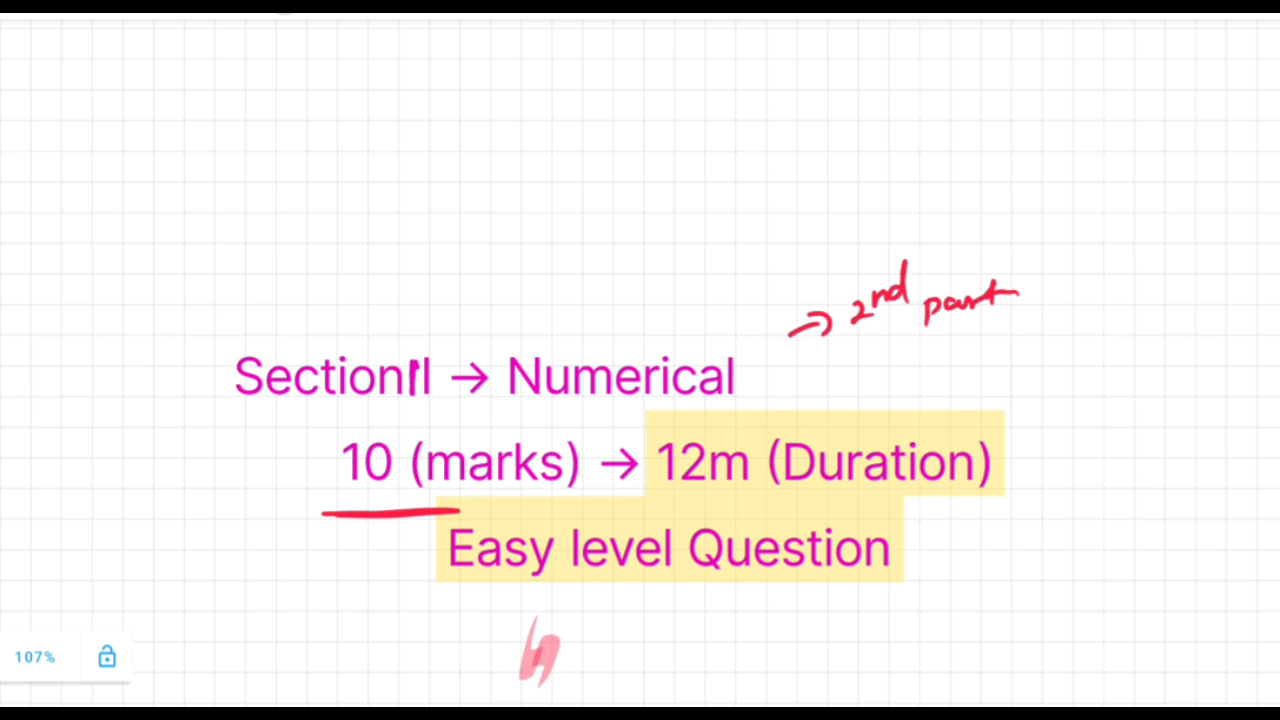 → 2nd part
SectionII → Numerical
10 (marks) → 12m (Duration)
Easy level Question
107%